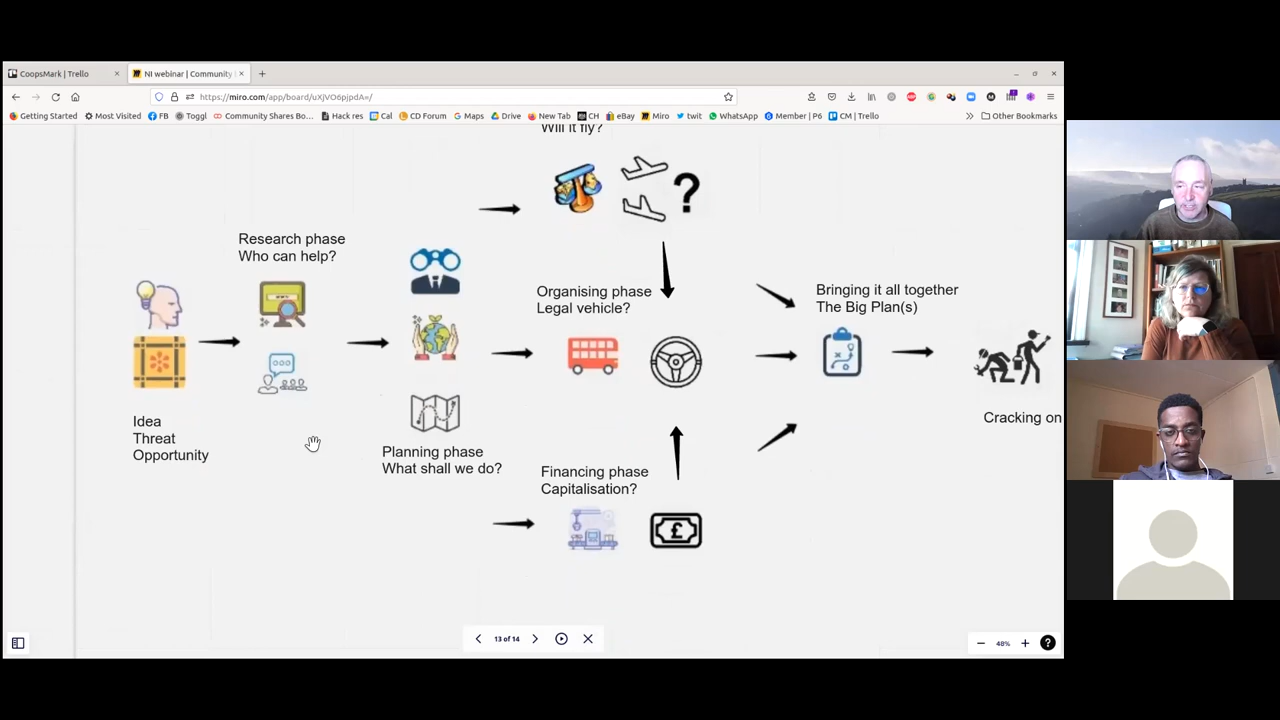 CoopsMark | Trello
NI webinar | Community
https://miro.com/app/board/uXjVO6pjpdA=/
Getting Started
Most Visited
FB
Toggl
Community Shares Bo...
Hack res
Cal
CD Forum
Maps
Drive
New Tab
CH
eBay
Miro
twit
WhatsApp
Member | P6
CM | Trello
Other Bookmarks
Will it fly?
?
Research phase
Who can help?
Organising phase
Legal vehicle?
Bringing it all together
The Big Plan(s)
Idea
Threat
Opportunity
Cracking on
Planning phase
What shall we do?
Financing phase
Capitalisation?
£
13 of 14
48%
?